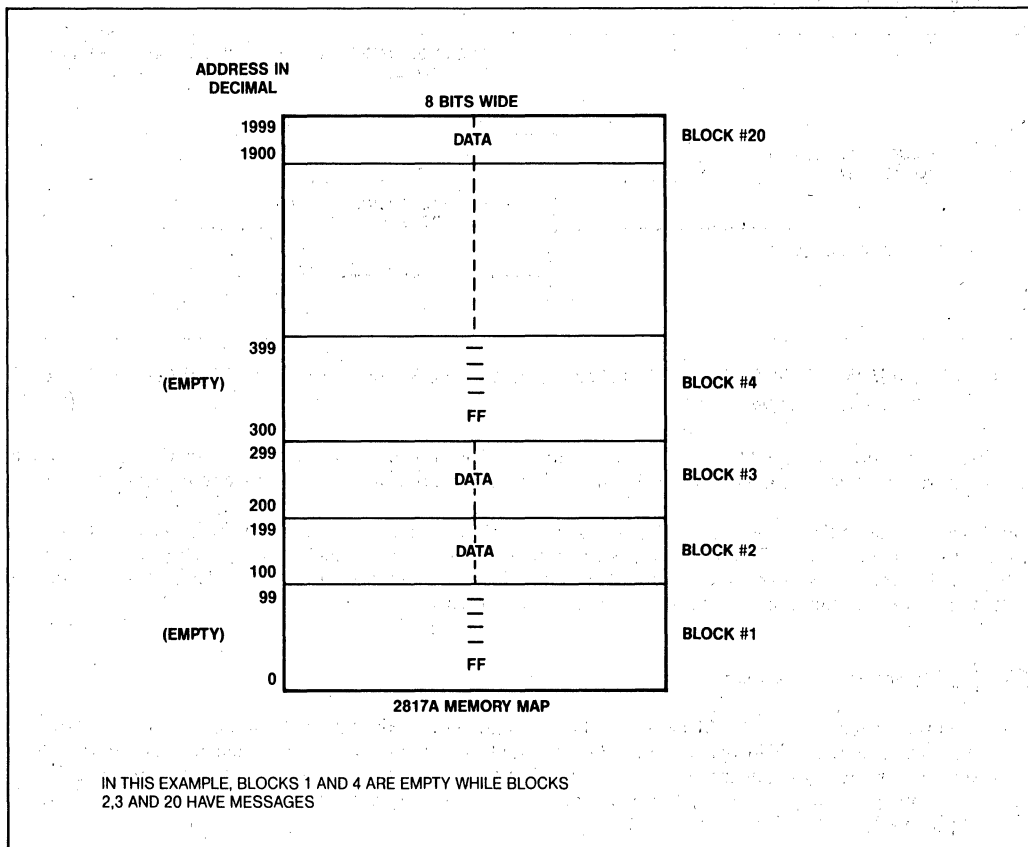 ADDRESS IN
DECIMAL
8 BITS WIDE
1999
DATA
BLOCK #20
1900
399
(EMPTY)
BLOCK #4
FF
300
299
DATA
BLOCK #3
200
199
DATA
BLOCK #2
100
99
(EMPTY)
BLOCK #1
FF
0
2817A MEMORY MAP
IN THIS EXAMPLE, BLOCKS 1 AND 4 ARE EMPTY WHILE BLOCKS
2,3 AND 20 HAVE MESSAGES